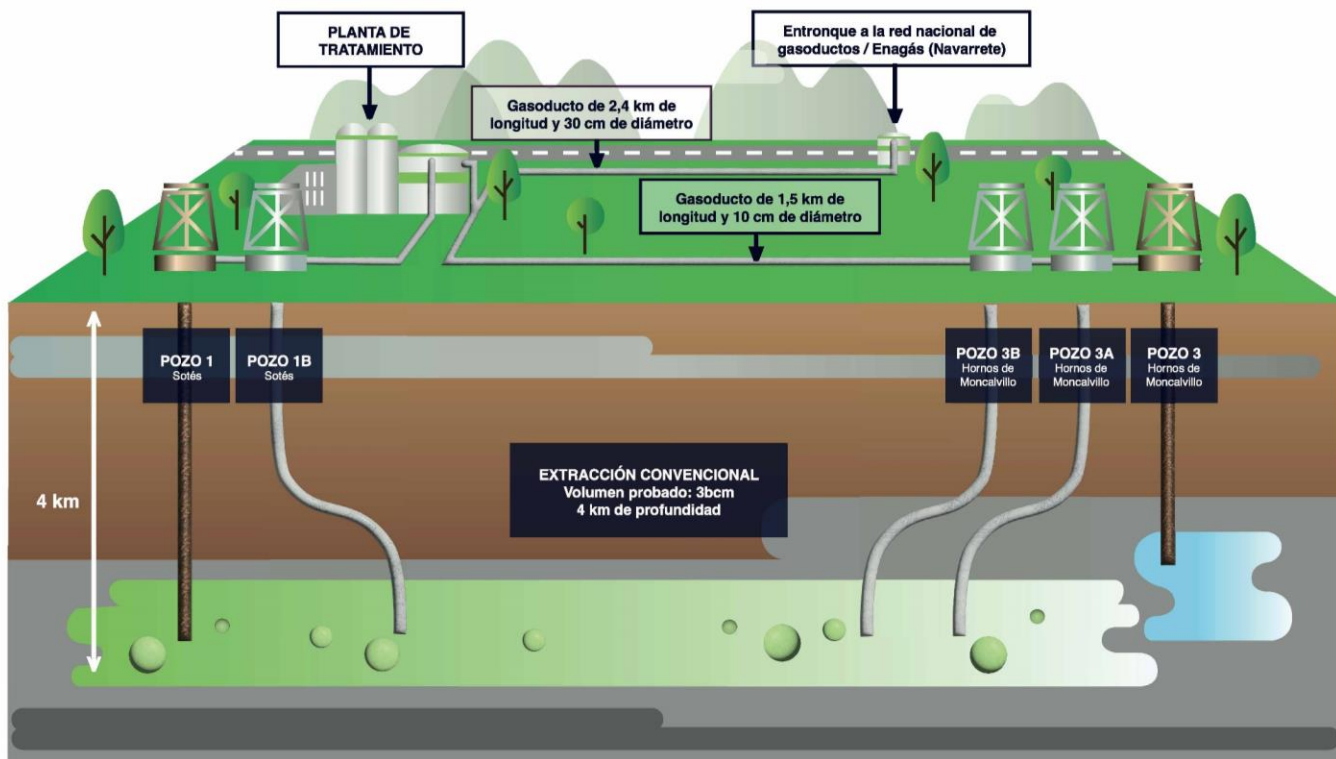 PLANTA DE
TRATAMIENTO
Entronque a la red nacional de
gasoductos / Enagás (Navarrete)
Gasoducto de 2,4 km de
longitud y 30 cm de diámetro
Gasoducto de 1,5 km de
longitud y 10 cm de diámetro
POZO 1
Sotés
POZO 1B
Sotés
POZO 3B
Hornos de
Moncalvillo
POZO 3A
Hornos de
Moncalvillo
POZO 3
Hornos de
Moncalvillo
4 km
EXTRACCIÓN CONVENCIONAL
Volumen probado: 3bcm
4 km de profundidad